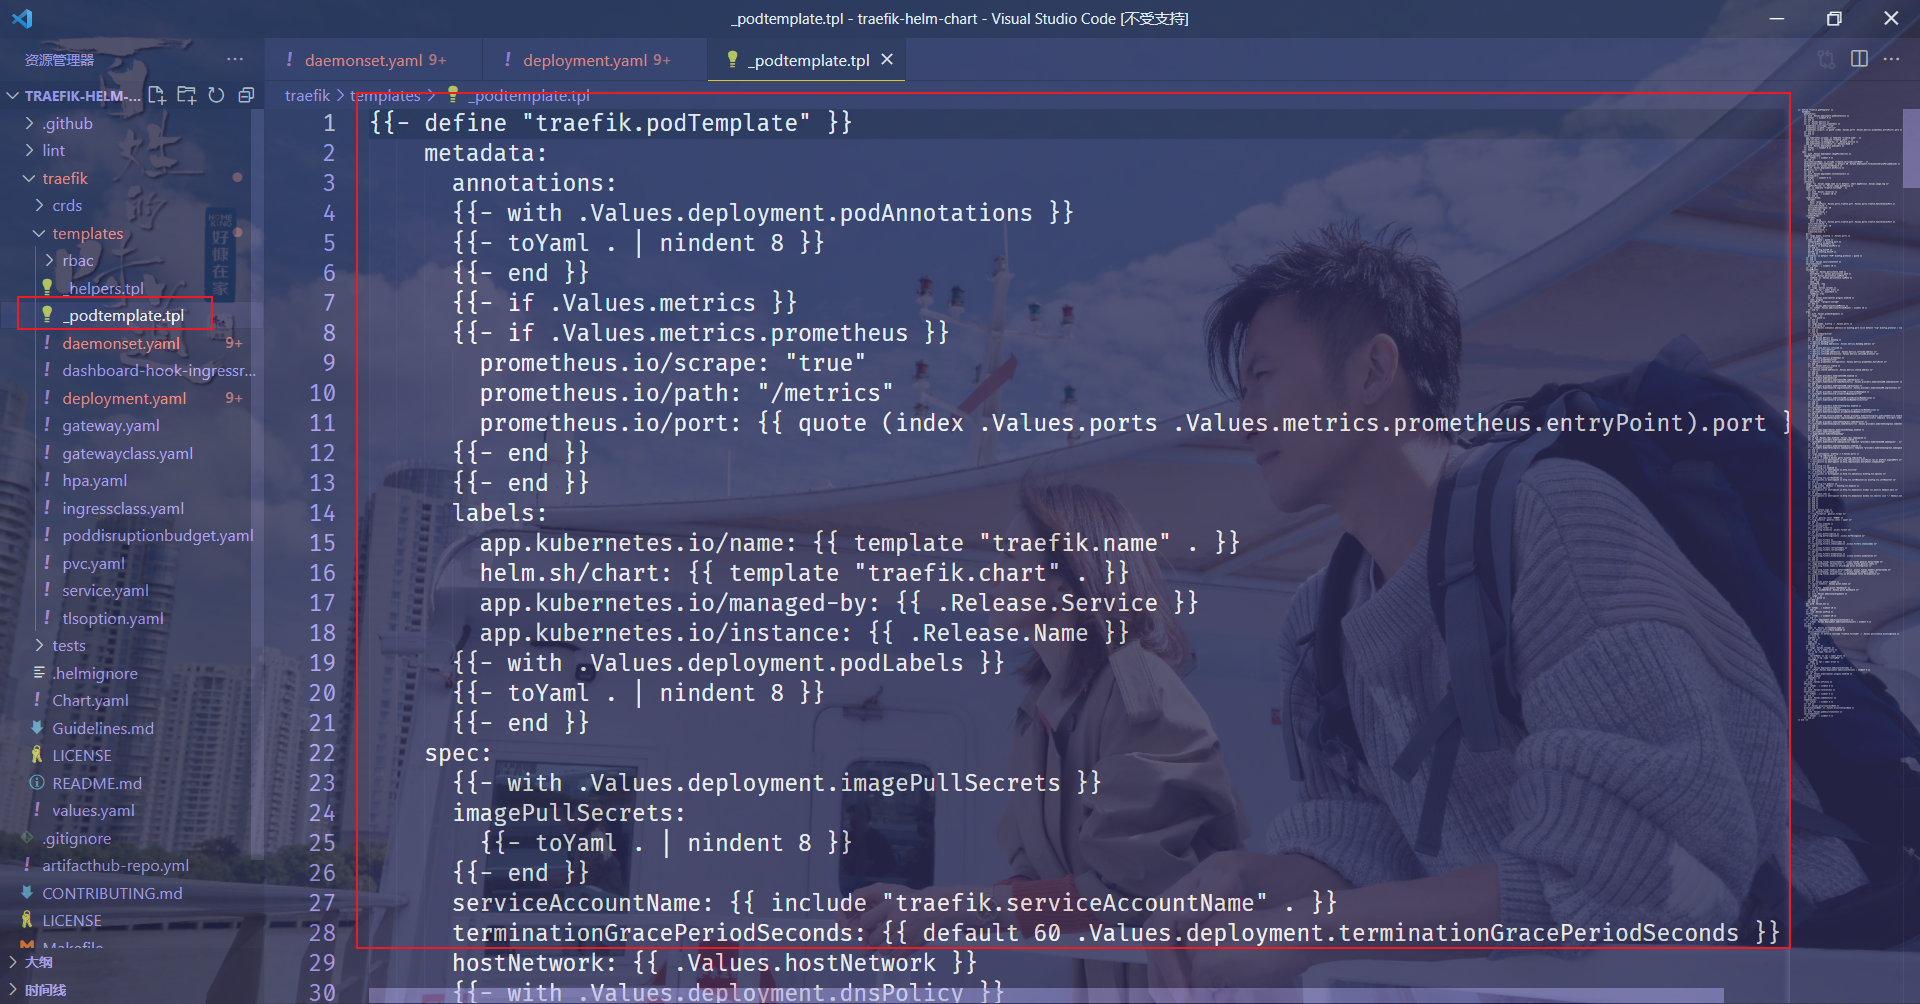 _podtemplate.tpl - traefik-helm-chart - Visual Studio Code [不受支持]
资源管理器
daemonset.yaml 9+
deployment.yaml 9+
_podtemplate.tpl
TRAEFIK-HELM-...
traefik > templates > _podtemplate.tpl
.github
lint
traefik
crds
templates
rbac
_helpers.tpl
_podtemplate.tpl
daemonset.yaml 9+
dashboard-hook-ingressr...
deployment.yaml 9+
gateway.yaml
gatewayclass.yaml
hpa.yaml
ingressclass.yaml
poddisruptionbudget.yaml
pvc.yaml
service.yaml
tlsoption.yaml
tests
.helmignore
Chart.yaml
Guidelines.md
LICENSE
README.md
values.yaml
.gitignore
artifacthub-repo.yml
CONTRIBUTING.md
LICENSE
Makefile
大纲
时间线
好慷在家
1 {{- define "traefik.podTemplate" }}
2 metadata:
3 annotations:
4 {{- with .Values.deployment.podAnnotations }}
5 {{- toYaml . | nindent 8 }}
6 {{- end }}
7 {{- if .Values.metrics }}
8 {{- if .Values.metrics.prometheus }}
9 prometheus.io/scrape: "true"
10 prometheus.io/path: "/metrics"
11 prometheus.io/port: {{ quote (index .Values.ports .Values.metrics.prometheus.entryPoint).port }
12 {{- end }}
13 {{- end }}
14 labels:
15 app.kubernetes.io/name: {{ template "traefik.name" . }}
16 helm.sh/chart: {{ template "traefik.chart" . }}
17 app.kubernetes.io/managed-by: {{ .Release.Service }}
18 app.kubernetes.io/instance: {{ .Release.Name }}
19 {{- with .Values.deployment.podLabels }}
20 {{- toYaml . | nindent 8 }}
21 {{- end }}
22 spec:
23 {{- with .Values.deployment.imagePullSecrets }}
24 imagePullSecrets:
25 {{- toYaml . | nindent 8 }}
26 {{- end }}
27 serviceAccountName: {{ include "traefik.serviceAccountName" . }}
28 terminationGracePeriodSeconds: {{ default 60 .Values.deployment.terminationGracePeriodSeconds }}
29 hostNetwork: {{ .Values.hostNetwork }}
30 {{- with .Values.deployment.dnsPolicy }}